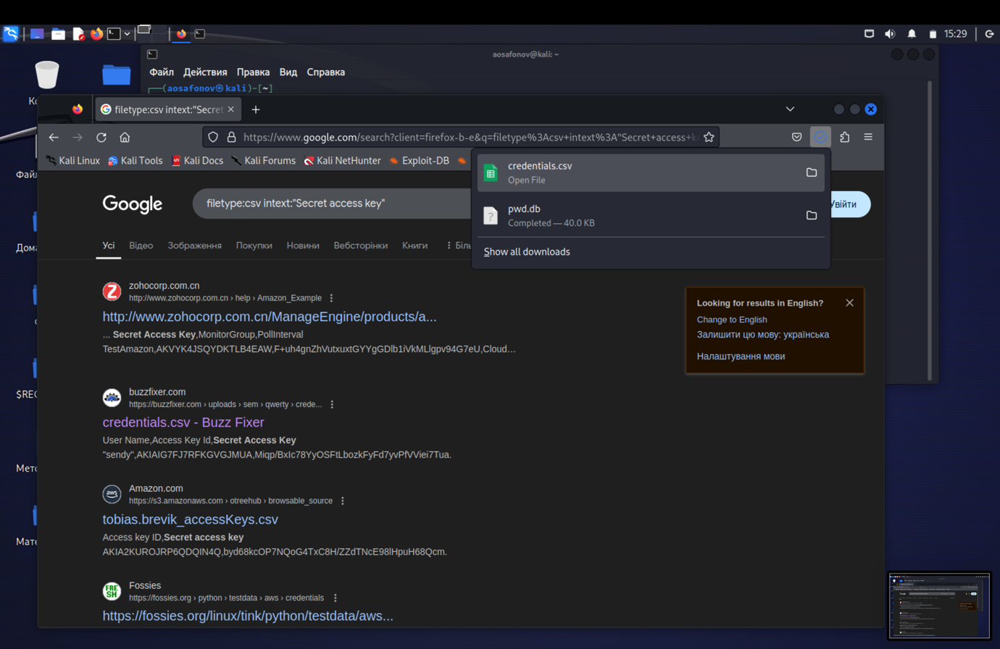 15:29
aosafonov@kali: ~
Файл Действия Правка Вид Справка
(aosafonov㉿kali)-[~]
filetype:csv intext:"Secret
https://www.google.com/search?client=firefox-b-e&q=filetype%3Acsv+intext%3A"Secret+access+k
Kali Linux Kali Tools Kali Docs Kali Forums Kali NetHunter Exploit-DB
credentials.csv
Open File
pwd.db
Completed — 40.0 KB
Show all downloads
Google
filetype:csv intext:"Secret access key"
Увійти
Усі Відео Зображення Покупки Новини Вебсторінки Книги Біль
zohocorp.com.cn
http://www.zohocorp.com.cn › help › Amazon_Example
http://www.zohocorp.com.cn/ManageEngine/products/a...
... Secret Access Key,MonitorGroup,PollInterval
TestAmazon,AKVYK4JSQYDKTLB4EAW,F+uh4gnZhVutxuxtGYYgGDlb1iVkMLlgpv94G7eU,Cloud…
Looking for results in English?
Change to English
Залишити цю мову: українська
Налаштування мови
buzzfixer.com
https://buzzfixer.com › uploads › sem › qwerty › crede...
credentials.csv - Buzz Fixer
User Name,Access Key Id,Secret Access Key
"sendy",AKIAIG7FJ7RFKGVGJMUA,Miqp/BxIc78YyOSFtLbozkFyFd7yvPfVViei7Tua.
Amazon.com
https://s3.amazonaws.com › otreehub › browsable_source
tobias.brevik_accessKeys.csv
Access key ID,Secret access key
AKIA2KUROJRP6QDQIN4Q,byd68kcOP7NQoG4TxC8H/ZZdTNcE98lHpuH68Qcm.
Fossies
https://fossies.org › python › testdata › aws › credentials
https://fossies.org/linux/tink/python/testdata/aws...
Файл
Дома
$REC
Мето
Мате